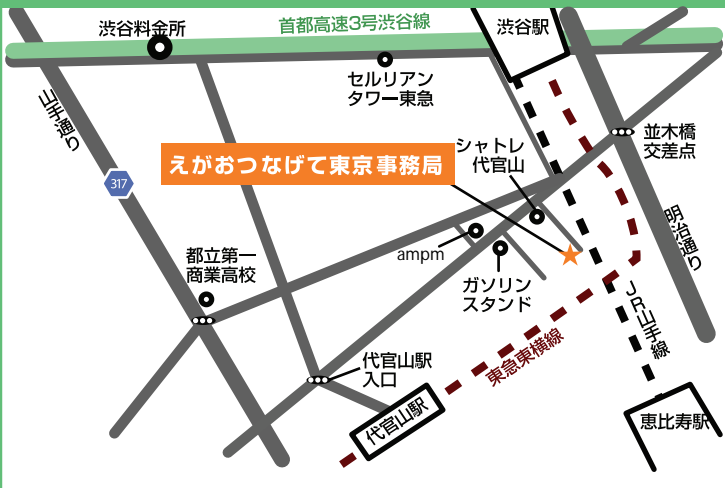 渋谷料金所
首都高速3号渋谷線
渋谷駅
セルリアン
タワー東急
山手通り
317
えがおつなげて東京事務局
シャトレ
代官山
並木橋
交差点
明治通り
都立第一
商業高校
ampm
ガソリン
スタンド
JR山手線
東急東横線
代官山駅
入口
代官山駅
恵比寿駅